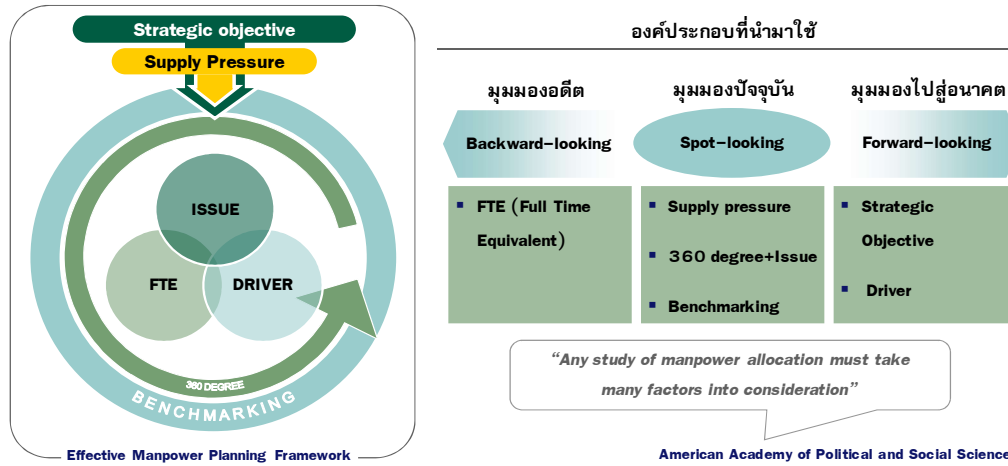 Strategic objective
Supply Pressure
ISSUE
FTE
DRIVER
360 DEGREE
BENCHMARKING
Effective Manpower Planning Framework
องค์ประกอบที่นำมาใช้
มุมมองอดีต
มุมมองปัจจุบัน
มุมมองไปสู่อนาคต
Backward-looking
Spot-looking
Forward-looking
▪ FTE (Full Time
Equivalent)
▪ Supply pressure
▪ 360 degree+Issue
▪ Benchmarking
▪ Strategic
Objective
▪ Driver
“Any study of manpower allocation must take
many factors into consideration”
American Academy of Political and Social Science